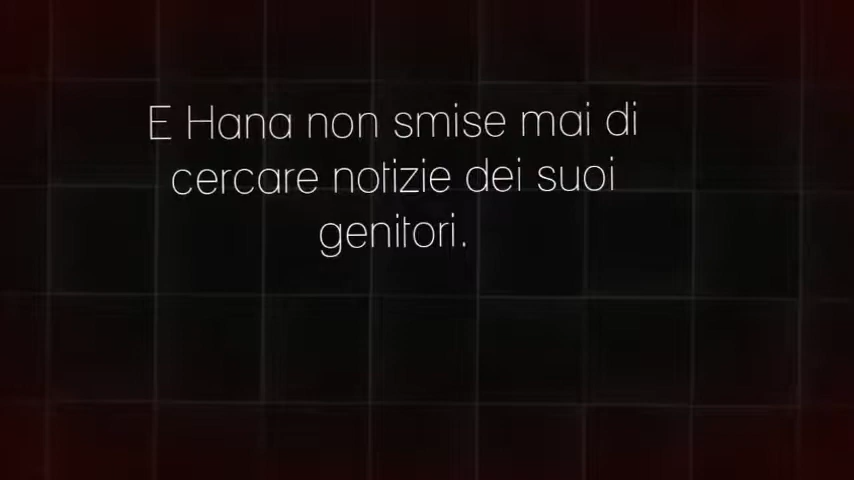 E Hana non smise mai di
cercare notizie dei suoi
genitori.